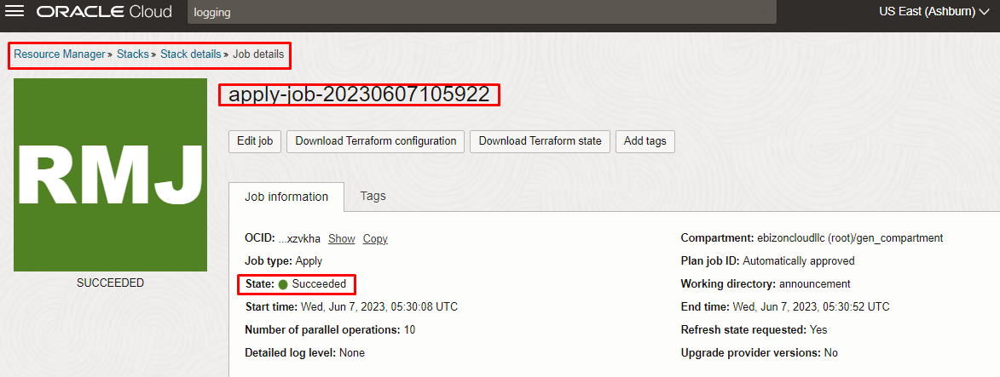 ORACLE Cloud
logging
US East (Ashburn)
Resource Manager » Stacks » Stack details » Job details
RMJ
SUCCEEDED
apply-job-20230607105922
Edit job
Download Terraform configuration
Download Terraform state
Add tags
Job information
Tags
OCID: ...xzvkha Show Copy
Job type: Apply
State: Succeeded
Start time: Wed, Jun 7, 2023, 05:30:08 UTC
Number of parallel operations: 10
Detailed log level: None
Compartment: ebizoncloudllc (root)/gen_compartment
Plan job ID: Automatically approved
Working directory: announcement
End time: Wed, Jun 7, 2023, 05:30:52 UTC
Refresh state requested: Yes
Upgrade provider versions: No